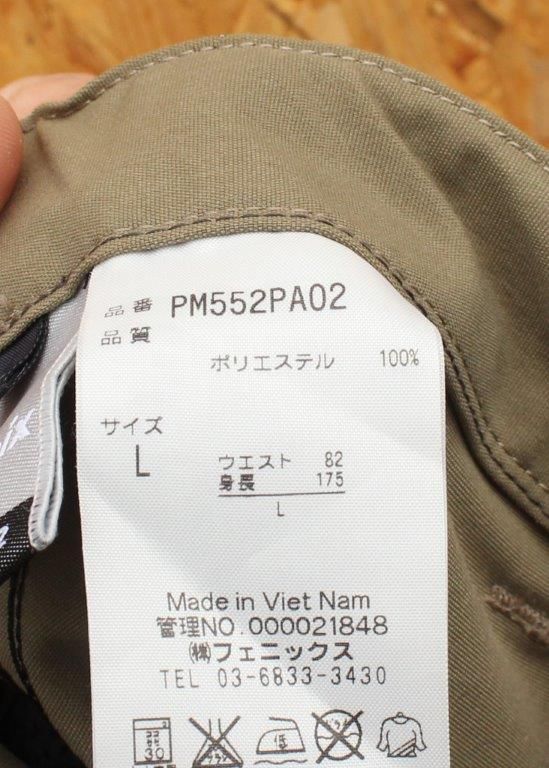 品番 PM552PA02
品質
ポリエステル 100%
サイズ
L
ウエスト 82
身長 175
L
Made in Viet Nam
管理NO.000021848
㈱フェニックス
TEL 03-6833-3430
30 低